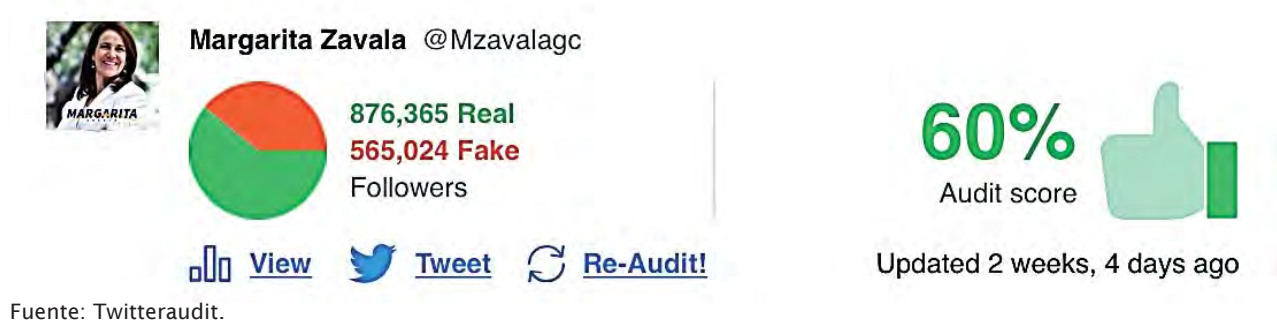 Margarita Zavala @Mzavalagc
MARGARITA
876,365 Real
565,024 Fake
Followers
60%
Audit score
View Tweet Re-Audit!
Updated 2 weeks, 4 days ago
Fuente: Twitteraudit.